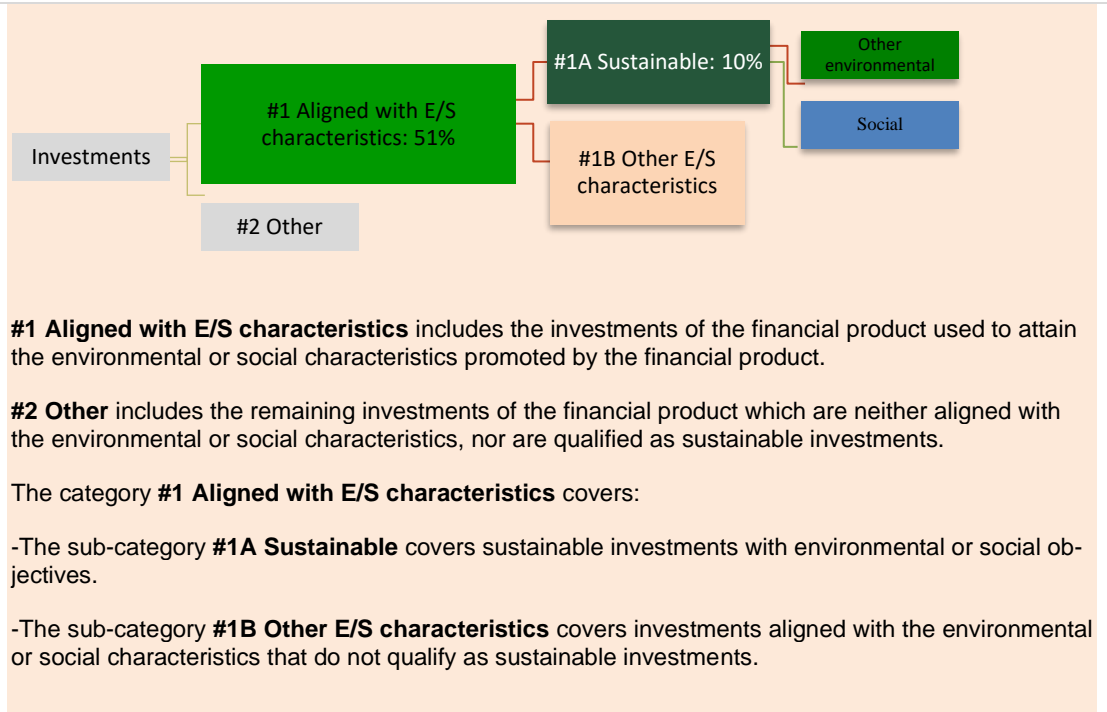 #1A Sustainable: 10%
Other
environmental
#1 Aligned with E/S
characteristics: 51%
Social
Investments
#1B Other E/S
characteristics
#2 Other
#1 Aligned with E/S characteristics includes the investments of the financial product used to attain
the environmental or social characteristics promoted by the financial product.
#2 Other includes the remaining investments of the financial product which are neither aligned with
the environmental or social characteristics, nor are qualified as sustainable investments.
The category #1 Aligned with E/S characteristics covers:
-The sub-category #1A Sustainable covers sustainable investments with environmental or social ob-
jectives.
-The sub-category #1B Other E/S characteristics covers investments aligned with the environmental
or social characteristics that do not qualify as sustainable investments.